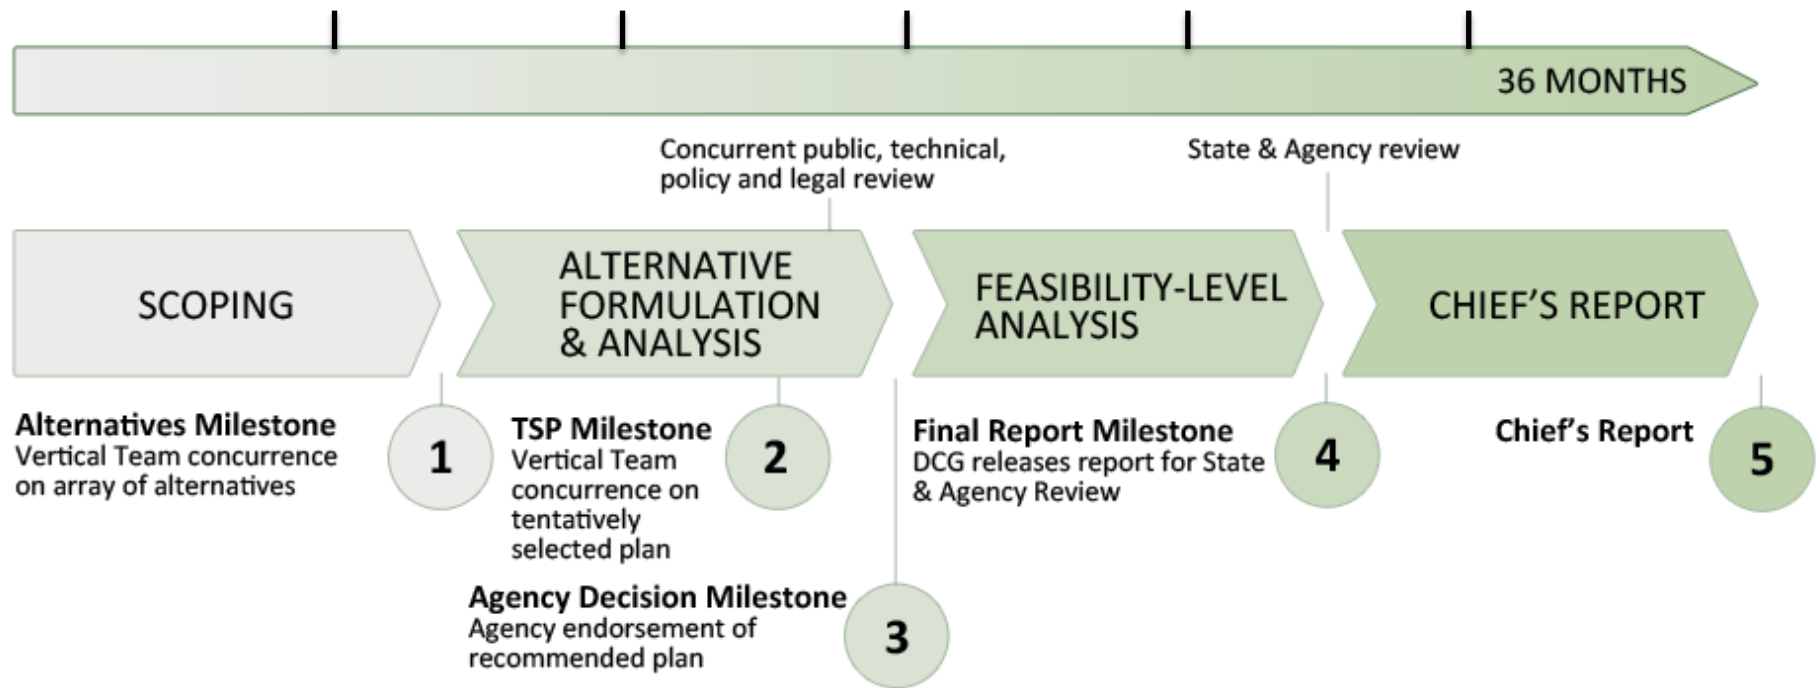 36 MONTHS
Concurrent public, technical,
policy and legal review
State & Agency review
SCOPING
ALTERNATIVE
FORMULATION
& ANALYSIS
FEASIBILITY-LEVEL
ANALYSIS
CHIEF'S REPORT
Alternatives Milestone
Vertical Team concurrence
on array of alternatives
1
TSP Milestone
Vertical Team
concurrence on
tentatively
selected plan
2
Agency Decision Milestone
Agency endorsement of
recommended plan
3
Final Report Milestone
DCG releases report for State
& Agency Review
4
Chief's Report
5